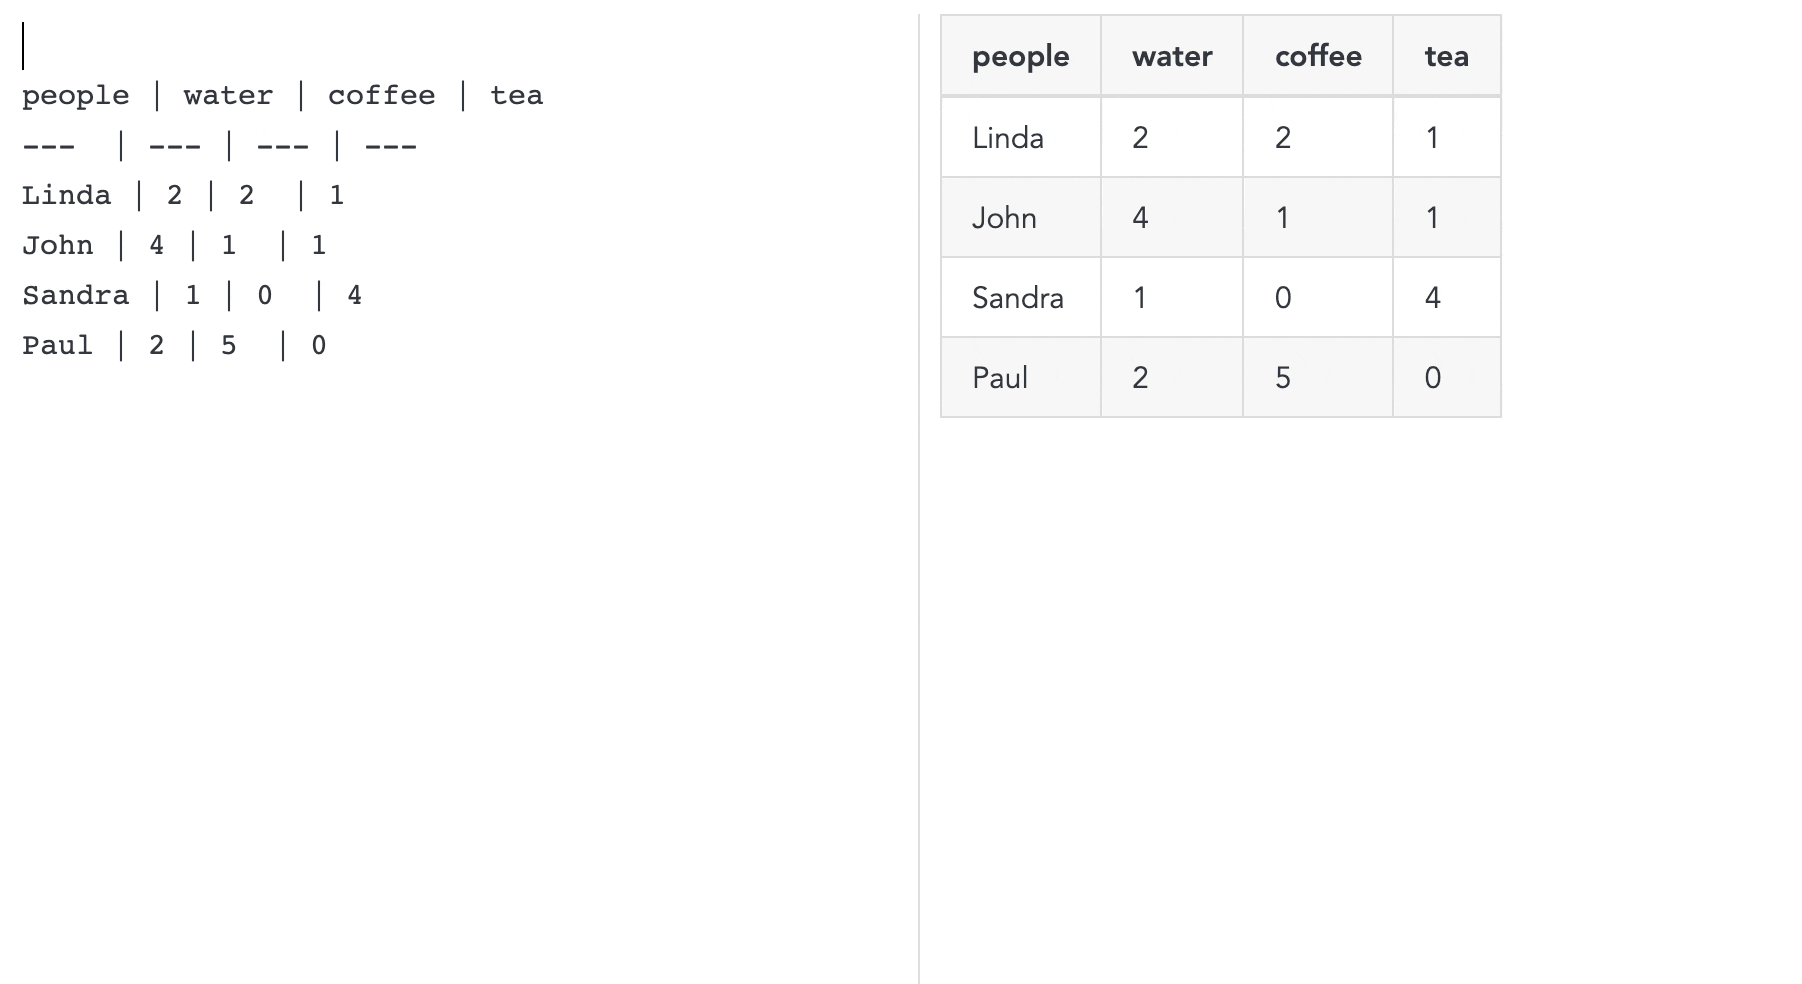 people | water | coffee | tea
---  | --- | --- | ---
Linda | 2 | 2  | 1
John | 4 | 1  | 1
Sandra | 1 | 0  | 4
Paul | 2 | 5  | 0
people water coffee tea
Linda 2 2 1
John 4 1 1
Sandra 1 0 4
Paul 2 5 0